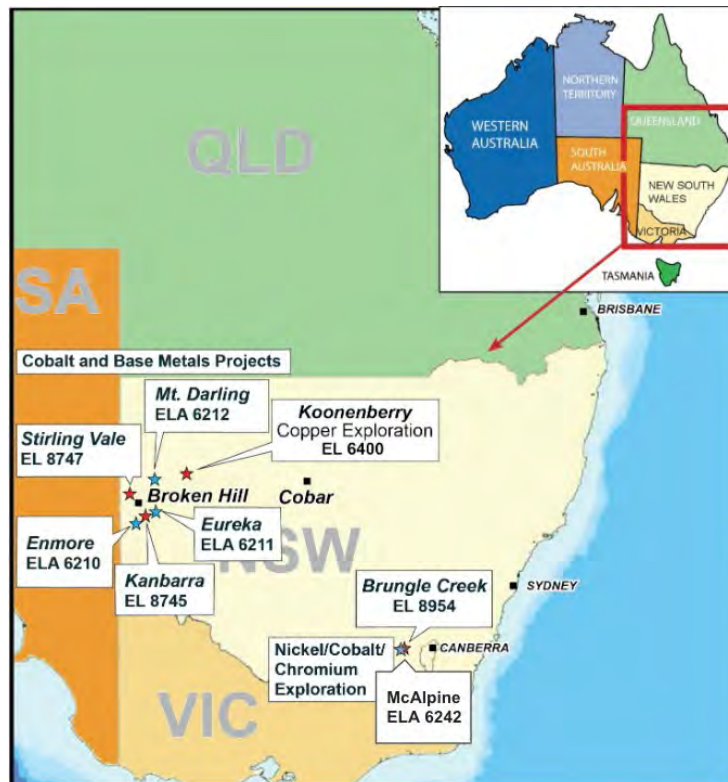 NORTHERN
TERRITORY
QUEENSLAND
WESTERN
AUSTRALIA
SOUTH
AUSTRALIA
NEW SOUTH
WALES
VICTORIA
TASMANIA
QLD
SA
BRISBANE
Cobalt and Base Metals Projects
Mt. Darling
ELA 6212
Koonenberry
Copper Exploration
EL 6400
Stirling Vale
EL 8747
Broken Hill
Cobar
Enmore
ELA 6210
Eureka
ELA 6211
NSW
Kanbarra
EL 8745
Brungle Creek
EL 8954
SYDNEY
Nickel/Cobalt/
Chromium
Exploration
CANBERRA
McAlpine
ELA 6242
VIC